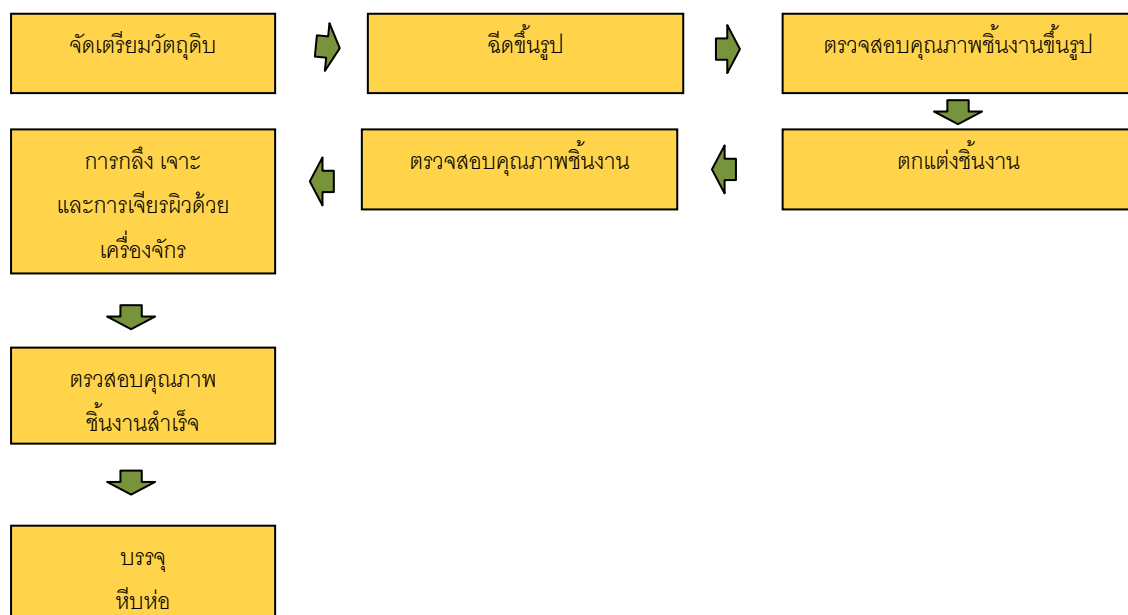 จัดเตรียมวัตถุดิบ
ฉีดขึ้นรูป
ตรวจสอบคุณภาพชิ้นงานขึ้นรูป
ตกแต่งชิ้นงาน
ตรวจสอบคุณภาพชิ้นงาน
การกลึง เจาะ
และการเจียรผิวด้วย
เครื่องจักร
ตรวสอบคุณภาพ
ชิ้นงานสำเร็จ
บรรจุ
หีบห่อ